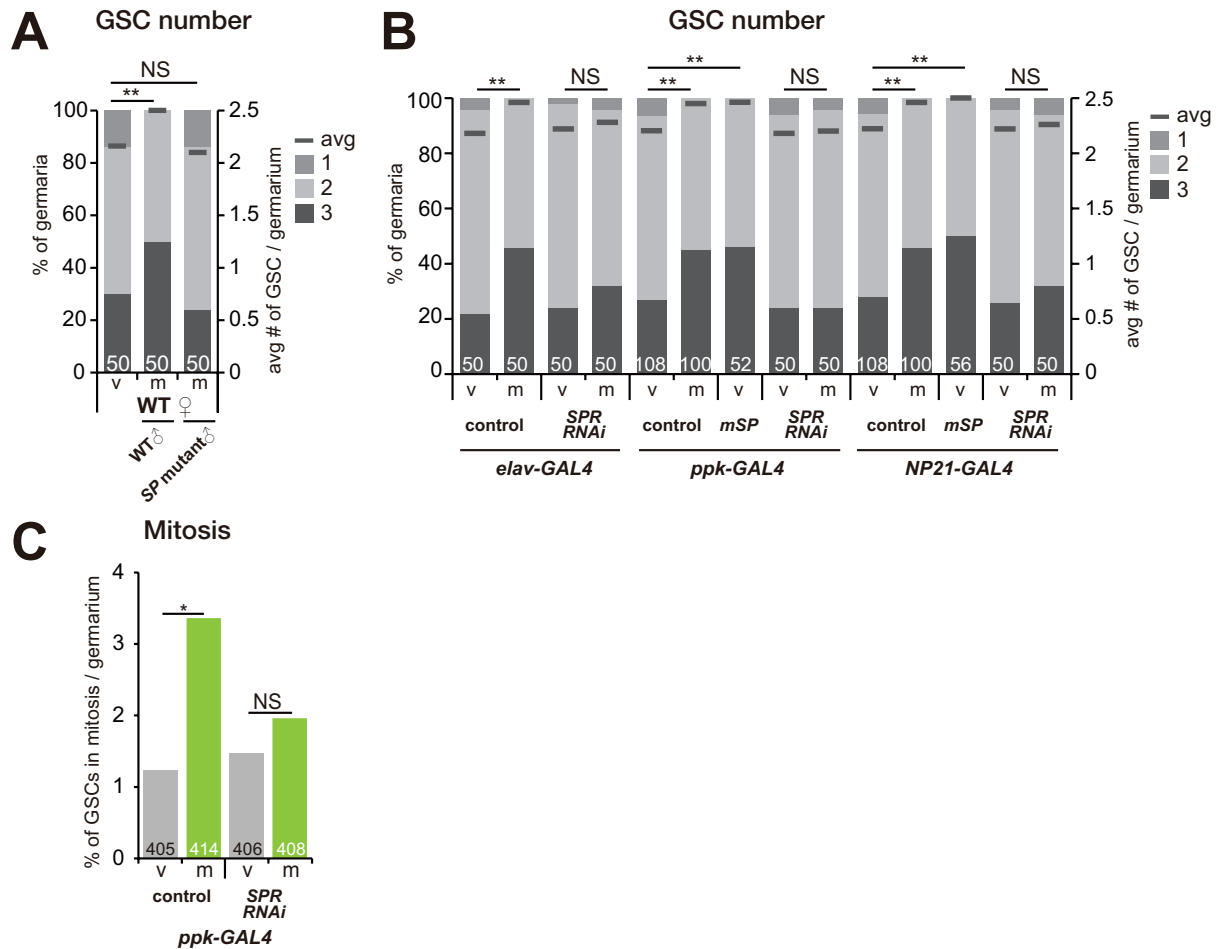 A
GSC number
NS
**
100
80
60
40
20
0
% of germaria
2.5
2
1.5
1
0.5
0
avg # of GSC / germarium
avg
1
2
3
50 50 50
v m m
WT ♀
WT♂
SP mutant♂
B
GSC number
** NS ** ** NS ** ** NS
100
80
60
40
20
0
% of germaria
2.5
2
1.5
1
0.5
0
avg # of GSC / germarium
avg
1
2
3
50 50 50 50 108 100 52 50 50 108 100 56 50 50
v m v m v m v v m v m v v m
control SPR RNAi control mSP SPR RNAi control mSP SPR RNAi
elav-GAL4 ppk-GAL4 NP21-GAL4
C
Mitosis
4
3
2
1
0
% of GSCs in mitosis / germarium
*
NS
405 414 406 408
v m v m
control SPR
RNAi
ppk-GAL4